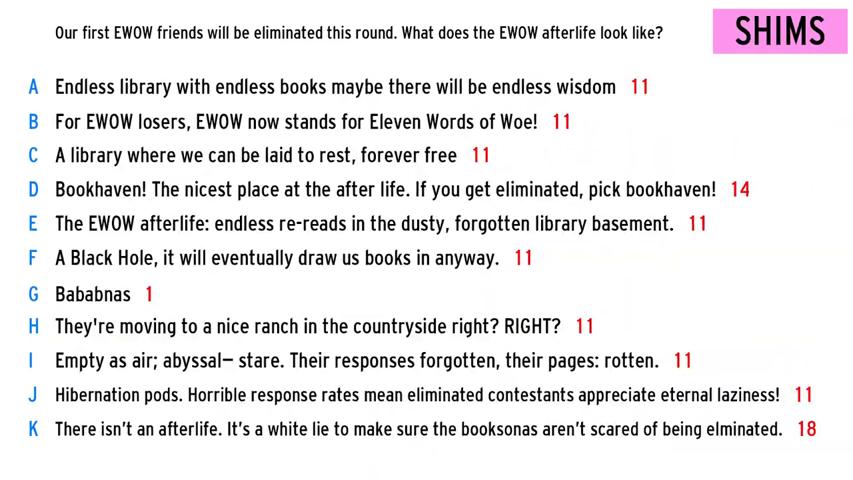 Our first EWOW friends will be eliminated this round. What does the EWOW afterlife look like?
SHIMS
A Endless library with endless books maybe there will be endless wisdom 11
B For EWOW losers, EWOW now stands for Eleven Words of Woe! 11
C A library where we can be laid to rest, forever free 11
D Bookhaven! The nicest place at the after life. If you get eliminated, pick bookhaven! 14
E The EWOW afterlife: endless re-reads in the dusty, forgotten library basement. 11
F A Black Hole, it will eventually draw us books in anyway. 11
G Bababnas 1
H They're moving to a nice ranch in the countryside right? RIGHT? 11
I Empty as air; abyssal– stare. Their responses forgotten, their pages: rotten. 11
J Hibernation pods. Horrible response rates mean eliminated contestants appreciate eternal laziness! 11
K There isn't an afterlife. It's a white lie to make sure the booksonas aren't scared of being elminated. 18